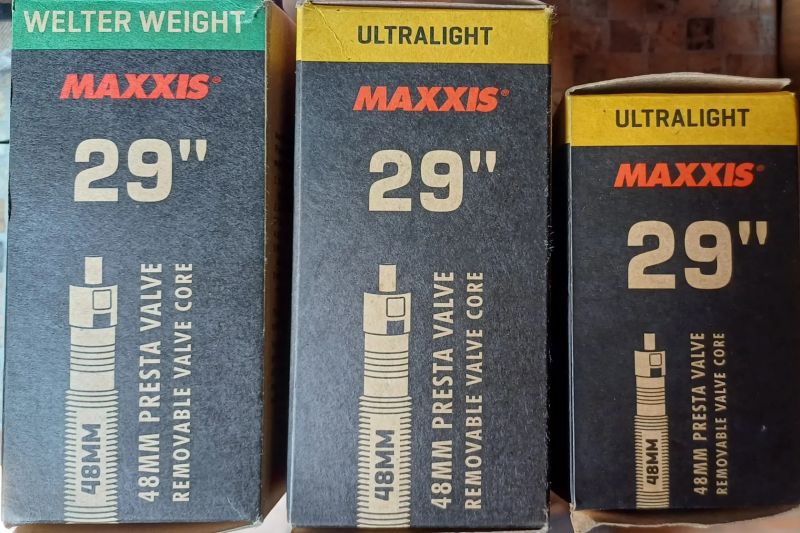 WELTER WEIGHT
MAXXIS®
29"
48MM
48MM PRESTA VALVE
REMOVABLE VALVE CORE
ULTRALIGHT
MAXXIS®
29"
48MM
48MM PRESTA VALVE
REMOVABLE VALVE CORE
ULTRALIGHT
MAXXIS®
29"
48MM
48MM PRESTA VALVE
REMOVABLE VALVE CORE